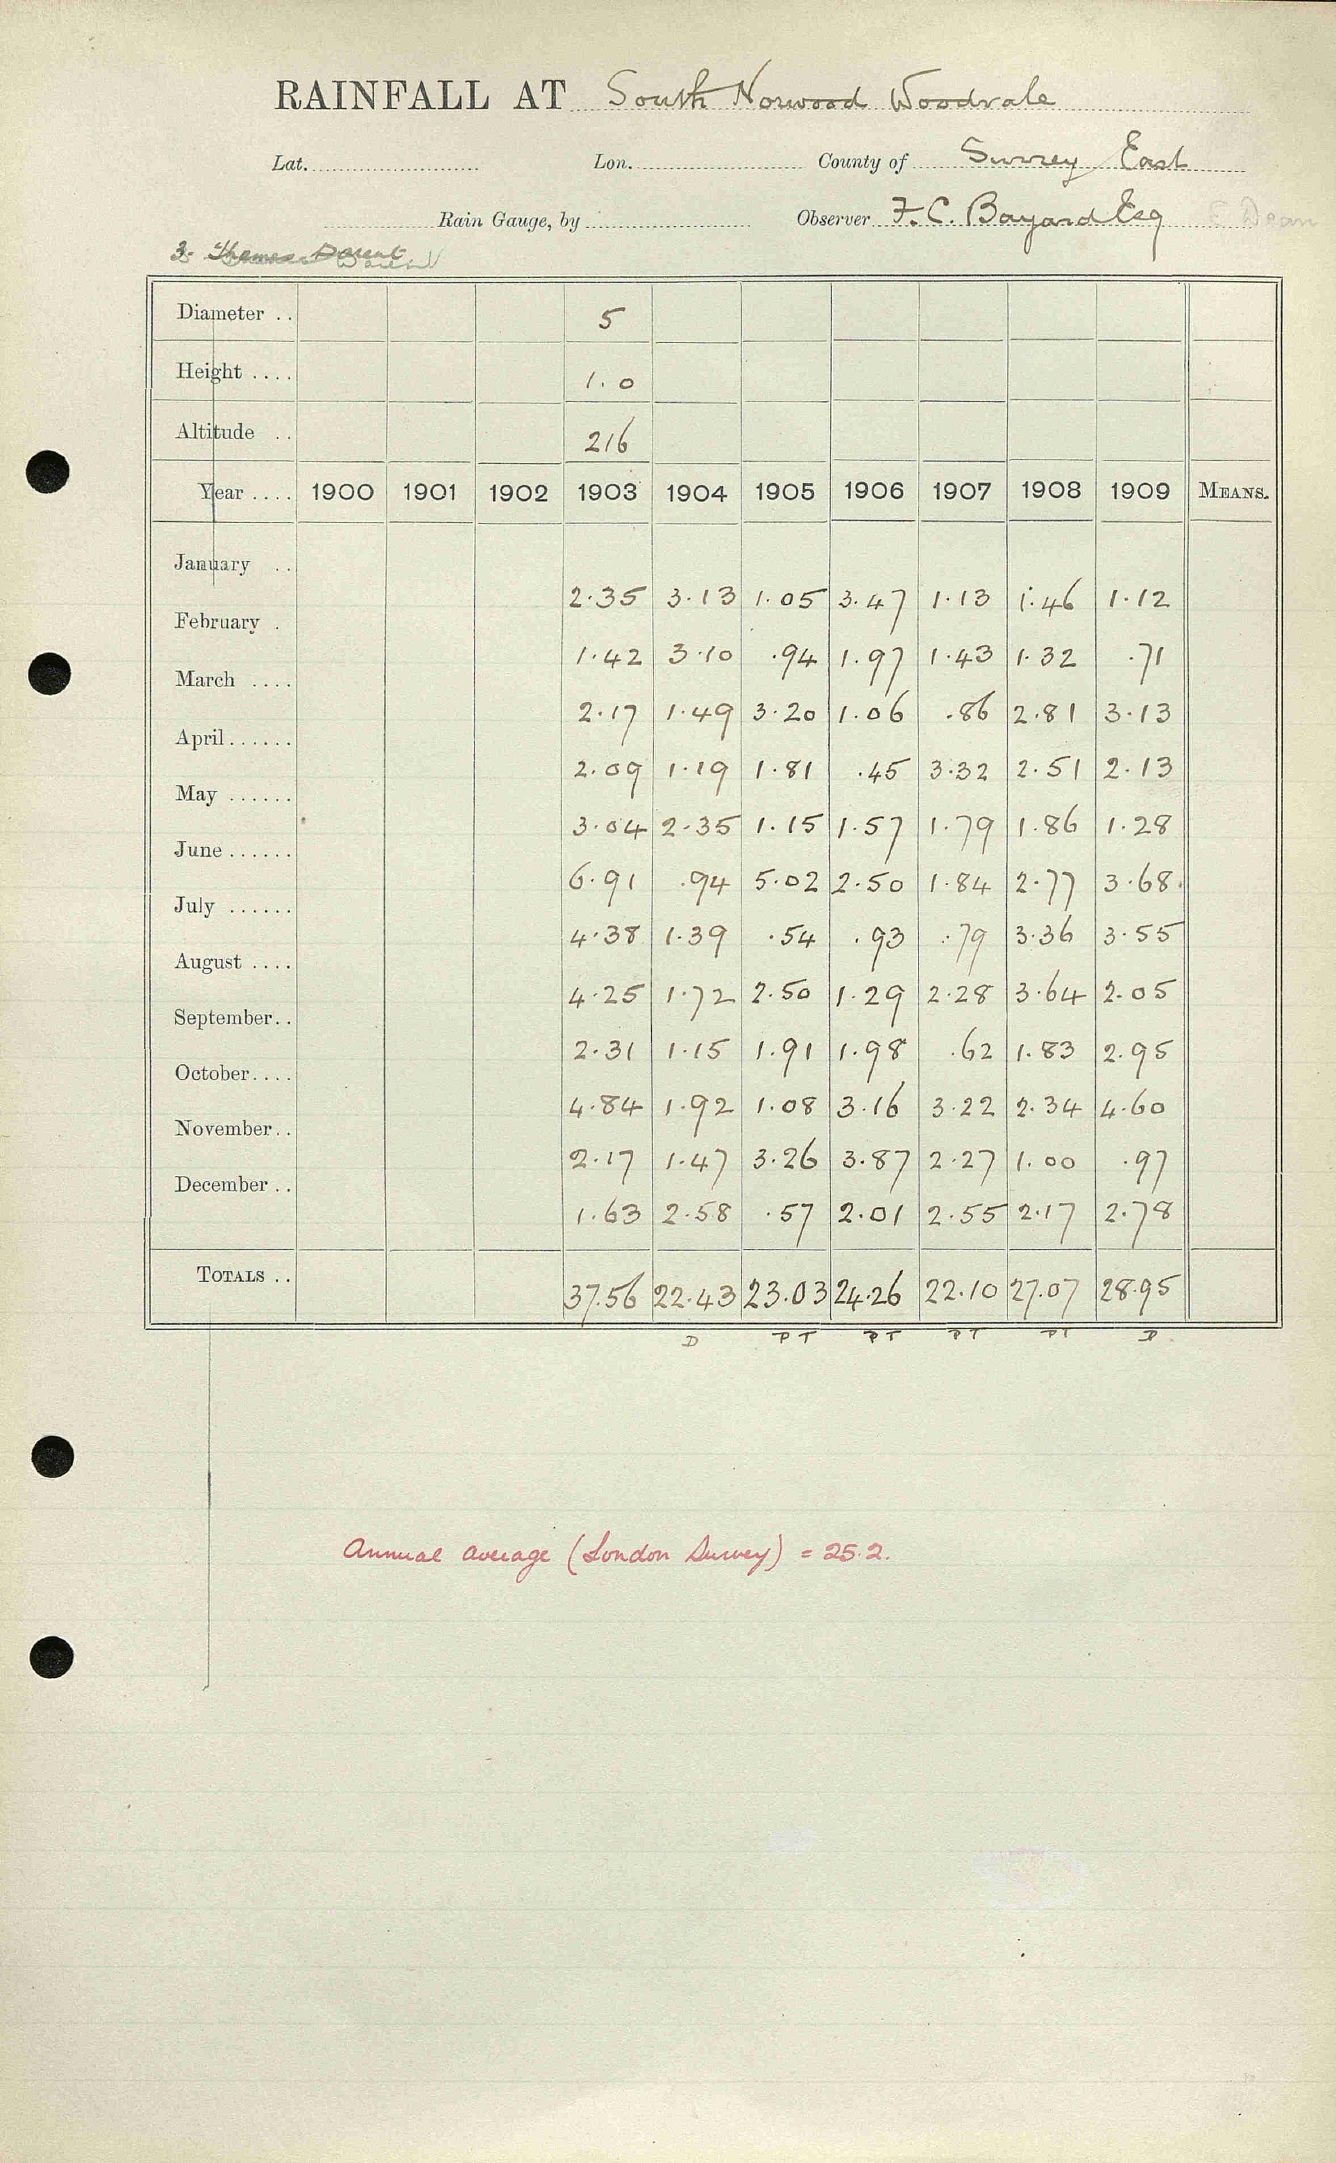 RAINFALL AT South Norwood Woodvale
Lat. Lon. County of Surrey East
Rain Gauge, by Observer F. C. Bayard Esq E Dean
3. Thames Darent
Diameter .. 5
Height .... 1.0
Altitude .. 216
Year .... 1900 1901 1902 1903 1904 1905 1906 1907 1908 1909 MEANS.
January .. 2.35 3.13 1.05 3.47 1.13 1.46 1.12
February . 1.42 3.10 .94 1.97 1.43 1.32 .71
March .... 2.17 1.49 3.20 1.06 .86 2.81 3.13
April...... 2.09 1.19 1.81 .45 3.32 2.51 2.13
May ...... 3.04 2.35 1.15 1.57 1.79 1.86 1.28
June ...... 6.91 .94 5.02 2.50 1.84 2.77 3.68
July ...... 4.38 1.39 .54 .93 .79 3.36 3.55
August .... 4.25 1.72 2.50 1.29 2.28 3.64 2.05
September.. 2.31 1.15 1.91 1.98 .62 1.83 2.95
October.... 4.84 1.92 1.08 3.16 3.22 2.34 4.60
November.. 2.17 1.47 3.26 3.87 2.27 1.00 .97
December .. 1.63 2.58 .57 2.01 2.55 2.17 2.78
TOTALS .. 37.56 22.43 23.03 24.26 22.10 27.07 28.95
D PT PT PT PT D
Annual average (London Survey) = 25.2.